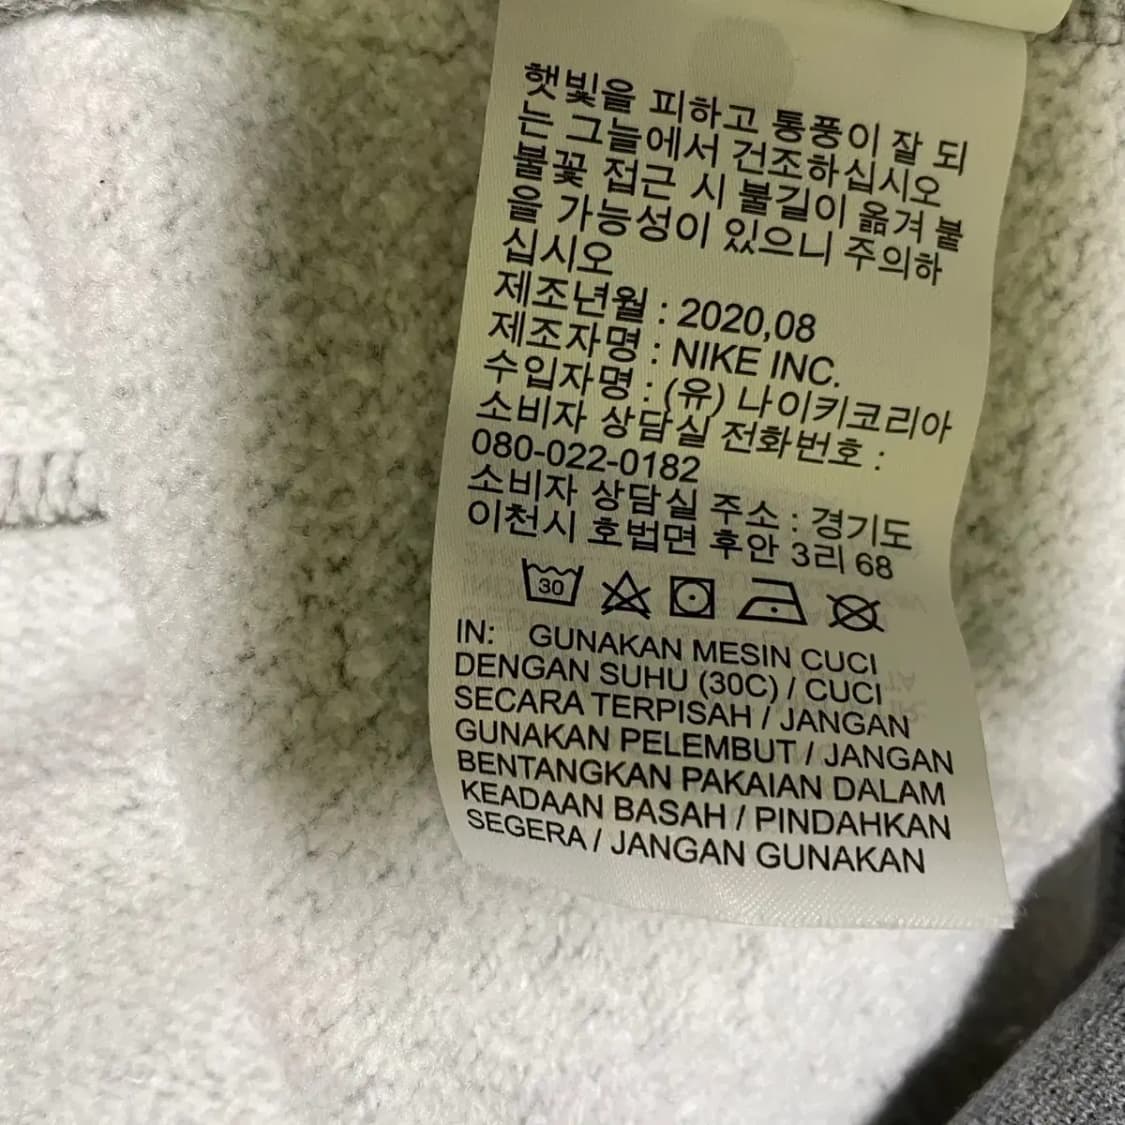 햇빛을 피하고 통풍이 잘 되
는 그늘에서 건조하십시오
불꽃 접근 시 불길이 옮겨 붙
을 가능성이 있으니 주의하
십시오
제조년월 : 2020,08
제조자명 : NIKE INC.
수입자명 : (유) 나이키코리아
소비자 상담실 전화번호 :
080-022-0182
소비자 상담실 주소 : 경기도
이천시 호법면 후안 3리 68
30
IN: GUNAKAN MESIN CUCI
DENGAN SUHU (30C) / CUCI
SECARA TERPISAH / JANGAN
GUNAKAN PELEMBUT / JANGAN
BENTANGKAN PAKAIAN DALAM
KEADAAN BASAH / PINDAHKAN
SEGERA / JANGAN GUNAKAN